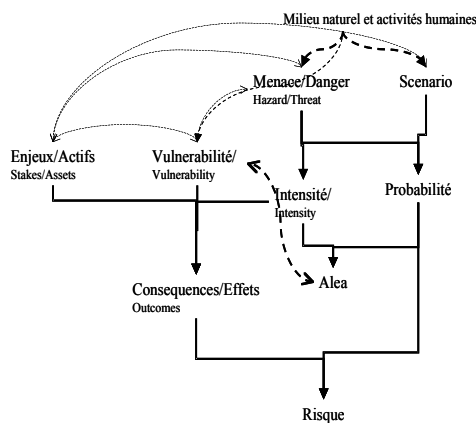 Milieu naturel et activités humaines
Menace/Danger
Hazard/Threat
Scenario
Enjeux/Actifs
Stakes/Assets
Vulnerabilité/
Vulnerability
Intensité/
Intensity
Probabilité
Consequences/Effets
Outcomes
Alea
Risque